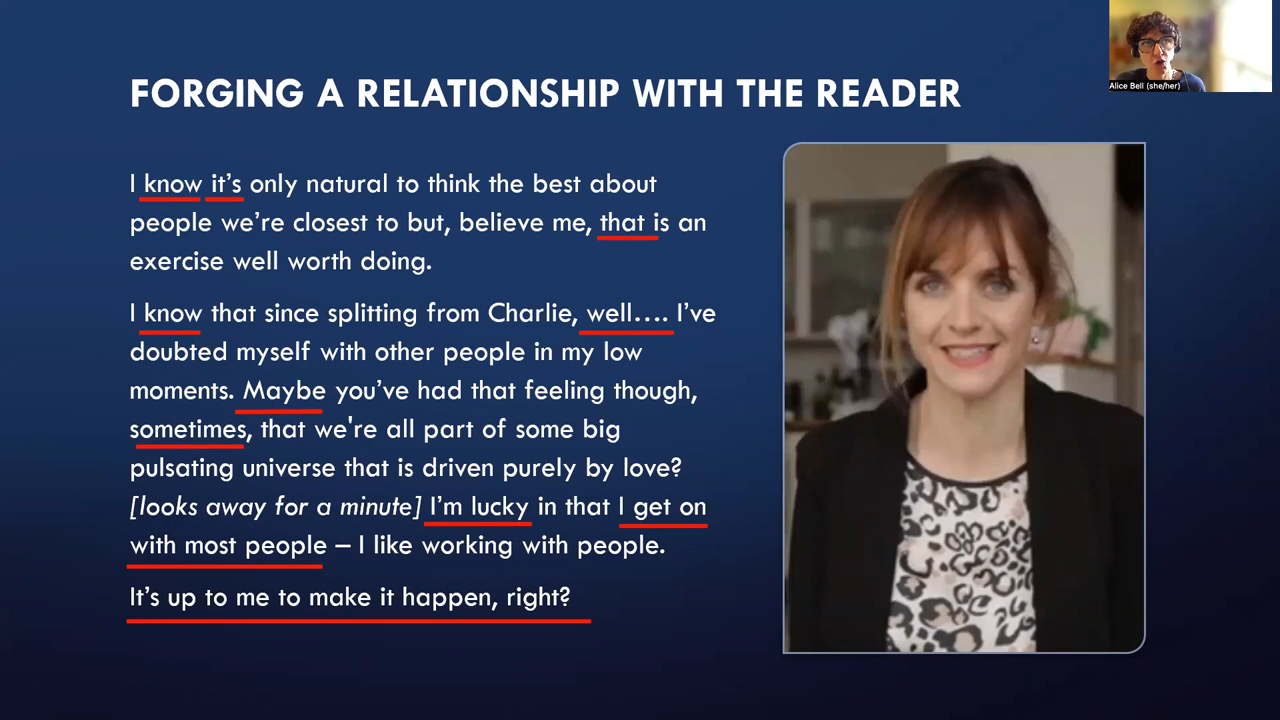 FORGING A RELATIONSHIP WITH THE READER
Alice Bell (she/her)
I know it's only natural to think the best about
people we're closest to but, believe me, that is an
exercise well worth doing.
I know that since splitting from Charlie, well…. I've
doubted myself with other people in my low
moments. Maybe you've had that feeling though,
sometimes, that we're all part of some big
pulsating universe that is driven purely by love?
[looks away for a minute] I'm lucky in that I get on
with most people – I like working with people.
It's up to me to make it happen, right?